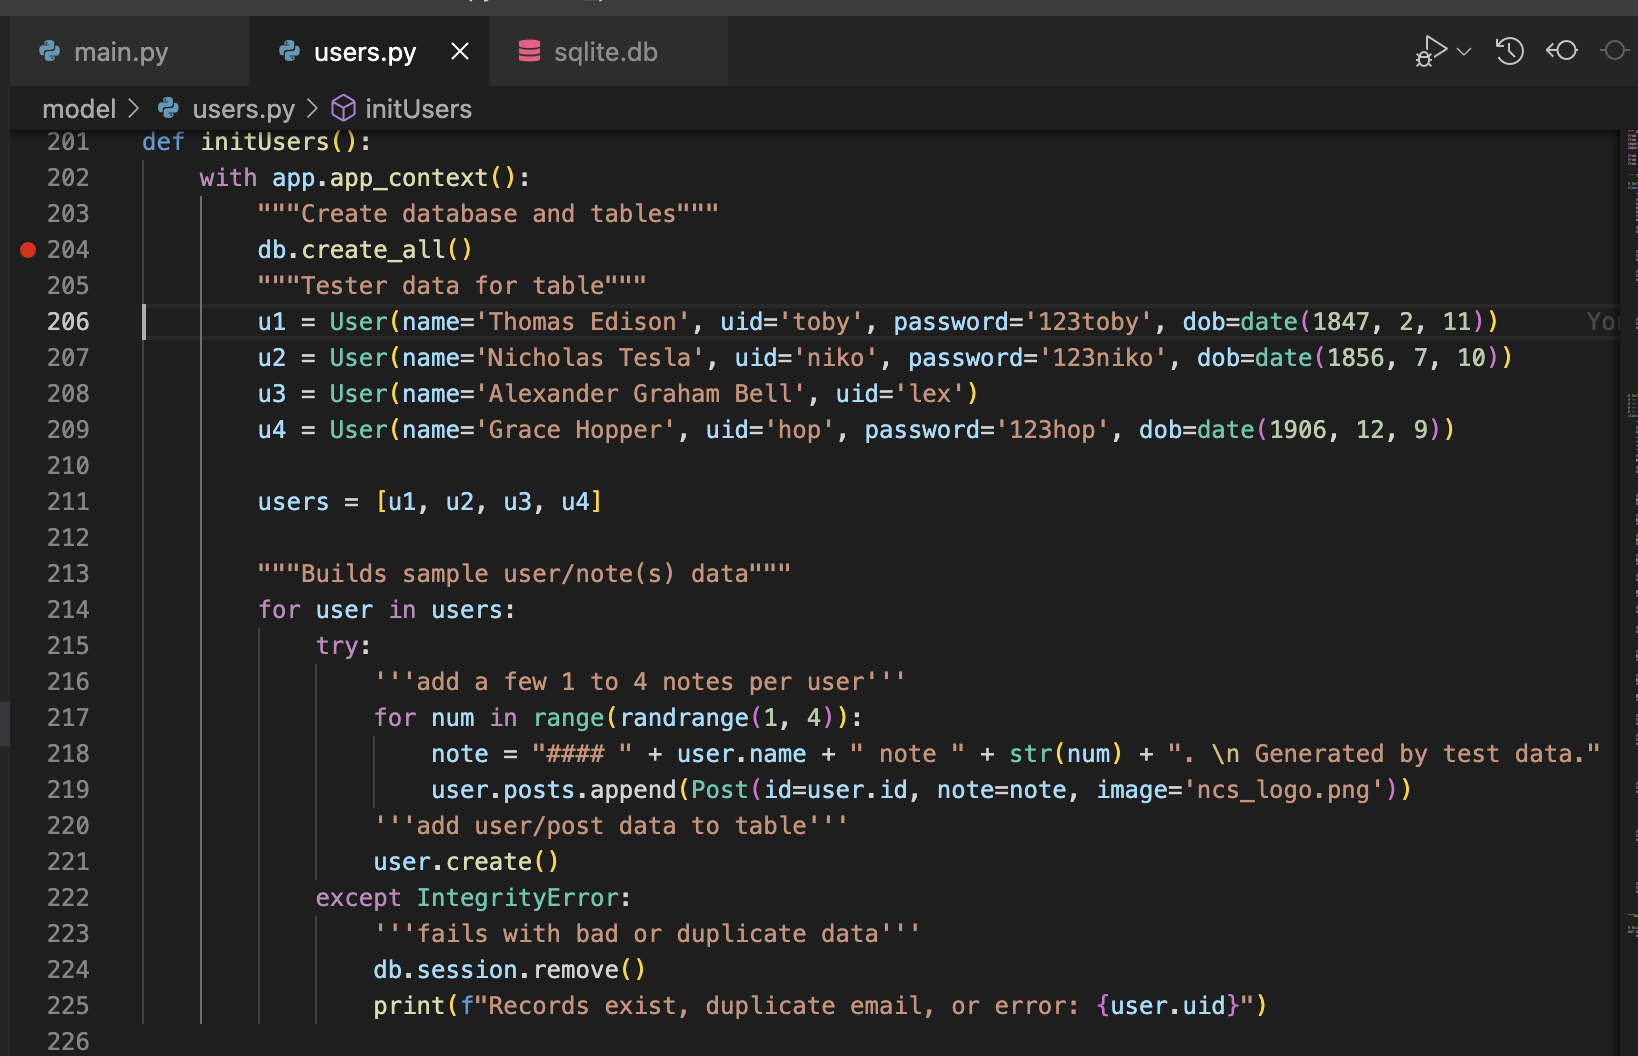 main.py users.py sqlite.db
model > users.py > initUsers
201 def initUsers():
202 with app.app_context():
203 """Create database and tables"""
204 db.create_all()
205 """Tester data for table"""
206 u1 = User(name='Thomas Edison', uid='toby', password='123toby', dob=date(1847, 2, 11))
207 u2 = User(name='Nicholas Tesla', uid='niko', password='123niko', dob=date(1856, 7, 10))
208 u3 = User(name='Alexander Graham Bell', uid='lex')
209 u4 = User(name='Grace Hopper', uid='hop', password='123hop', dob=date(1906, 12, 9))
210
211 users = [u1, u2, u3, u4]
212
213 """Builds sample user/note(s) data"""
214 for user in users:
215 try:
216 '''add a few 1 to 4 notes per user'''
217 for num in range(randrange(1, 4)):
218 note = "#### " + user.name + " note " + str(num) + ". \n Generated by test data."
219 user.posts.append(Post(id=user.id, note=note, image='ncs_logo.png'))
220 '''add user/post data to table'''
221 user.create()
222 except IntegrityError:
223 '''fails with bad or duplicate data'''
224 db.session.remove()
225 print(f"Records exist, duplicate email, or error: {user.uid}")
226